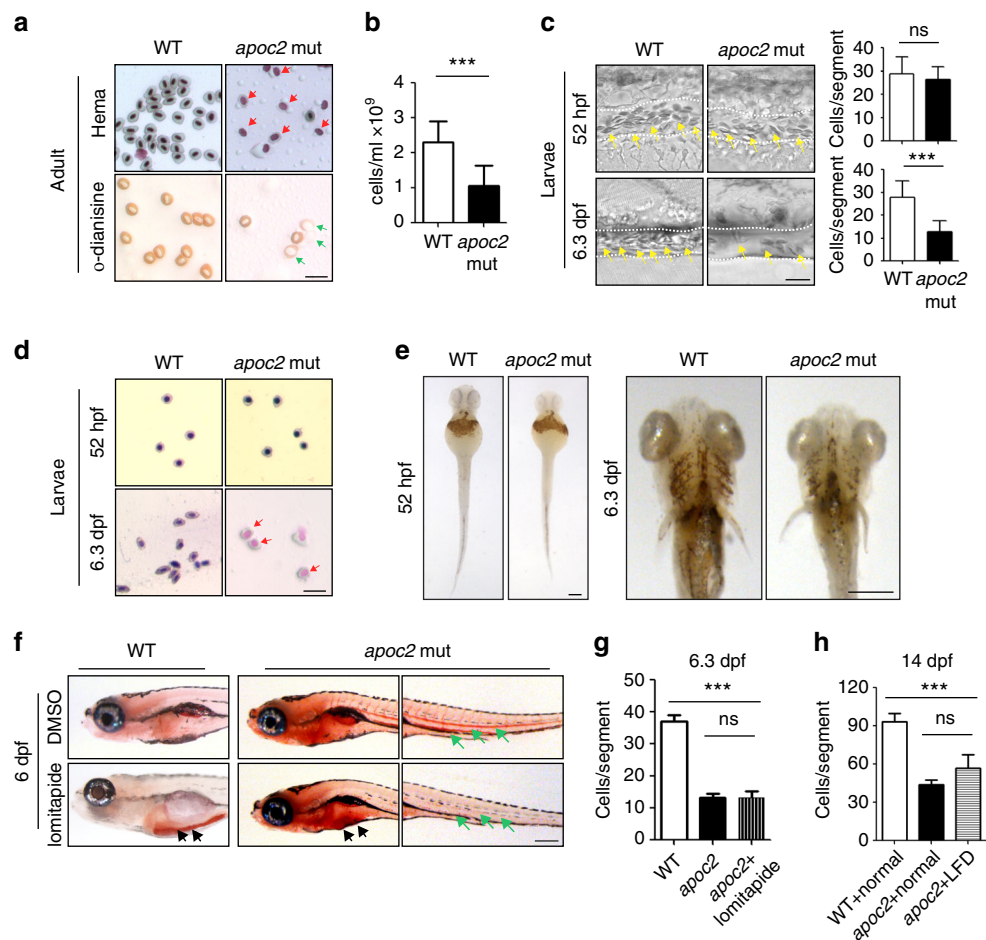 a
WT
apoc2 mut
Adult
Hema
o-dianisine
b
***
cells/ml ×10⁹
4
3
2
1
0
WT
apoc2
mut
c
WT
apoc2 mut
Larvae
52 hpf
6.3 dpf
ns
Cells/segment
40
30
20
10
0
***
Cells/segment
40
30
20
10
0
WT
apoc2
mut
d
WT
apoc2 mut
Larvae
52 hpf
6.3 dpf
e
WT
apoc2 mut
52 hpf
WT
apoc2 mut
6.3 dpf
f
WT
apoc2 mut
6 dpf
DMSO
lomitapide
g
6.3 dpf
***
ns
Cells/segment
50
40
30
20
10
0
WT
apoc2
apoc2+
lomitapide
h
14 dpf
***
ns
Cells/segment
120
90
60
30
0
WT+normal
apoc2+normal
apoc2+LFD